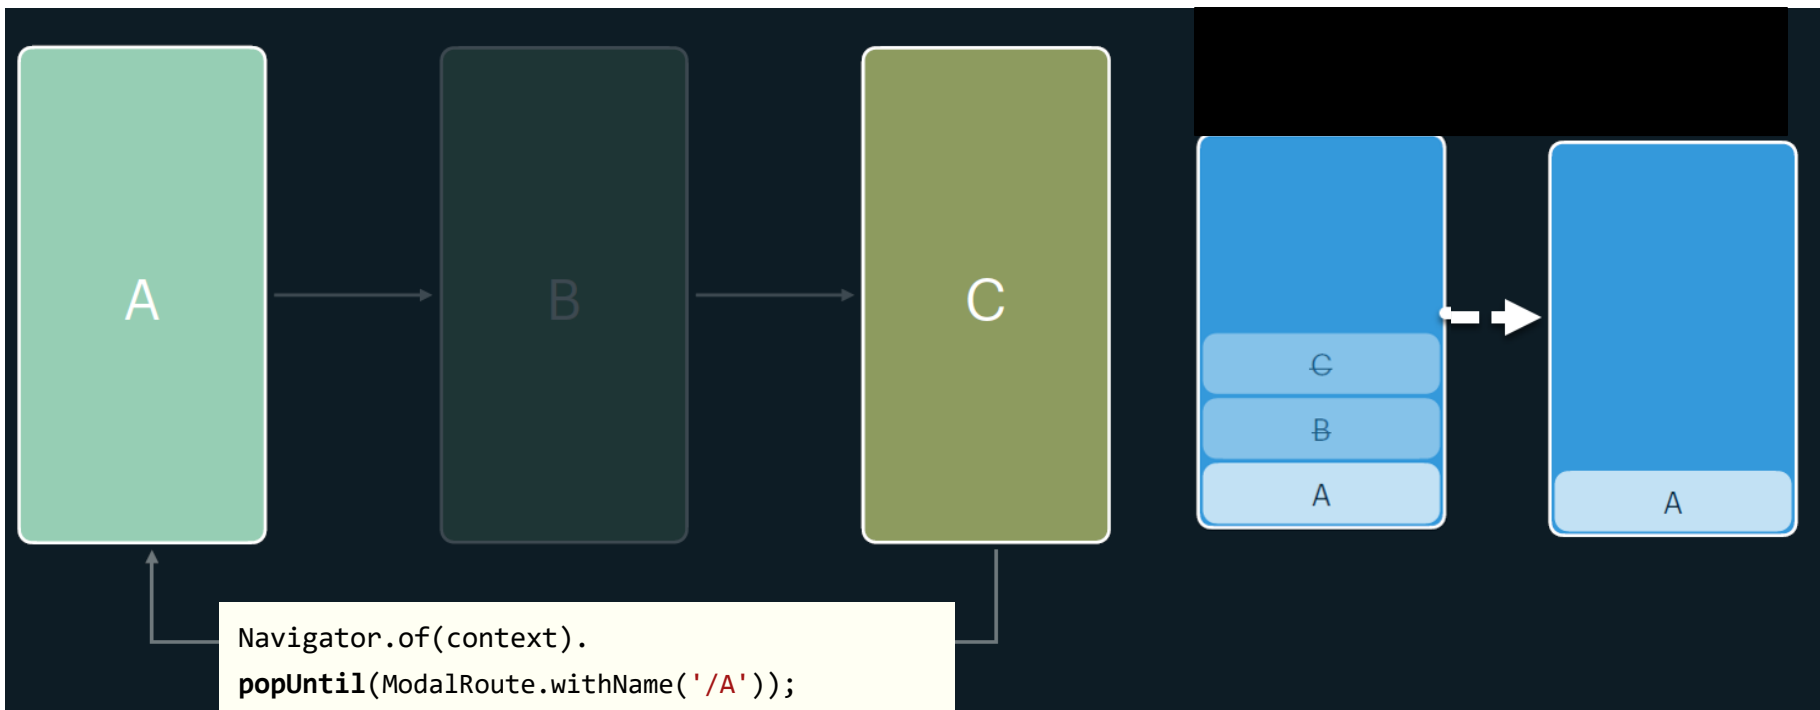 A
B
C
C
B
A
A
Navigator.of(context).
popUntil(ModalRoute.withName('/A'));